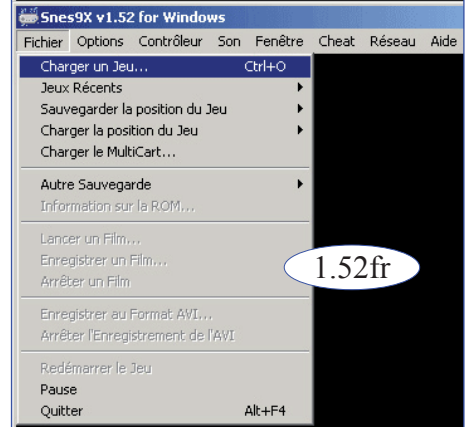 Snes9X v1.52 for Windows
Fichier Options Contrôleur Son Fenêtre Cheat Réseau Aide
Charger un Jeu... Ctrl+O
Jeux Récents
Sauvegarder la position du Jeu
Charger la position du Jeu
Charger le MultiCart...
Autre Sauvegarde
Information sur la ROM...
Lancer un Film...
Enregistrer un Film...
1.52fr
Arrêter un Film
Enregistrer au Format AVI...
Arrêter l'Enregistrement de l'AVI
Redémarrer le Jeu
Pause
Quitter Alt+F4